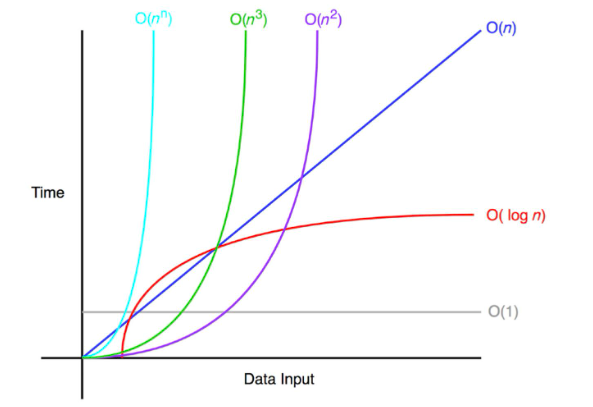 O(nⁿ)
O(n³)
O(n²)
O(n)
Time
O( log n)
O(1)
Data Input